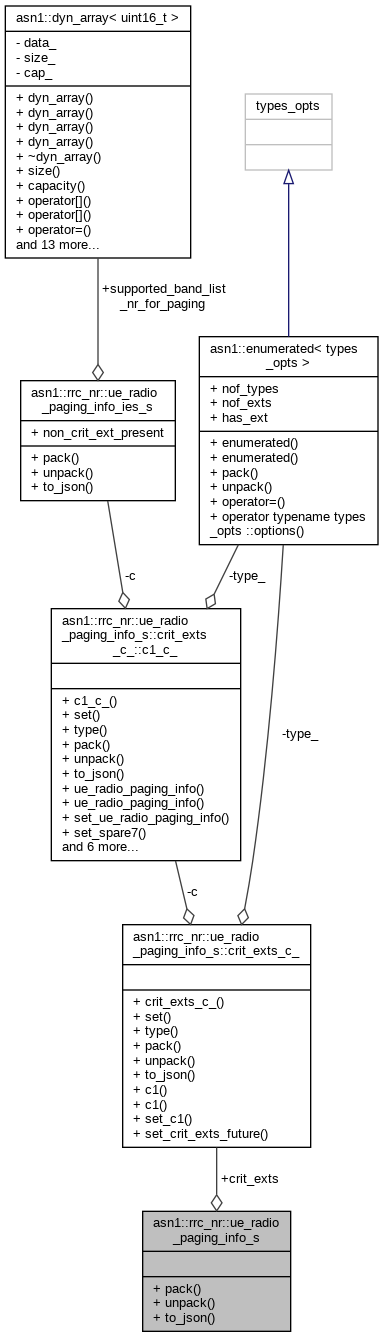 asn1::dyn_array< uint16_t >
- data_
- size_
- cap_
+ dyn_array()
+ dyn_array()
+ dyn_array()
+ dyn_array()
+ ~dyn_array()
+ size()
+ capacity()
+ operator[]()
+ operator[]()
+ operator=()
and 13 more...
types_opts
+supported_band_list
_nr_for_paging
asn1::enumerated< types
_opts >
+ nof_types
+ nof_exts
+ has_ext
+ enumerated()
+ enumerated()
+ pack()
+ unpack()
+ operator=()
+ operator typename types
_opts ::options()
asn1::rrc_nr::ue_radio
_paging_info_ies_s
+ non_crit_ext_present
+ pack()
+ unpack()
+ to_json()
-c
-type_
asn1::rrc_nr::ue_radio
_paging_info_s::crit_exts
_c_::c1_c_
+ c1_c_()
+ set()
+ type()
+ pack()
+ unpack()
+ to_json()
+ ue_radio_paging_info()
+ ue_radio_paging_info()
+ set_ue_radio_paging_info()
+ set_spare7()
and 6 more...
-type_
-c
asn1::rrc_nr::ue_radio
_paging_info_s::crit_exts_c_
+ crit_exts_c_()
+ set()
+ type()
+ pack()
+ unpack()
+ to_json()
+ c1()
+ c1()
+ set_c1()
+ set_crit_exts_future()
+crit_exts
asn1::rrc_nr::ue_radio
_paging_info_s
+ pack()
+ unpack()
+ to_json()